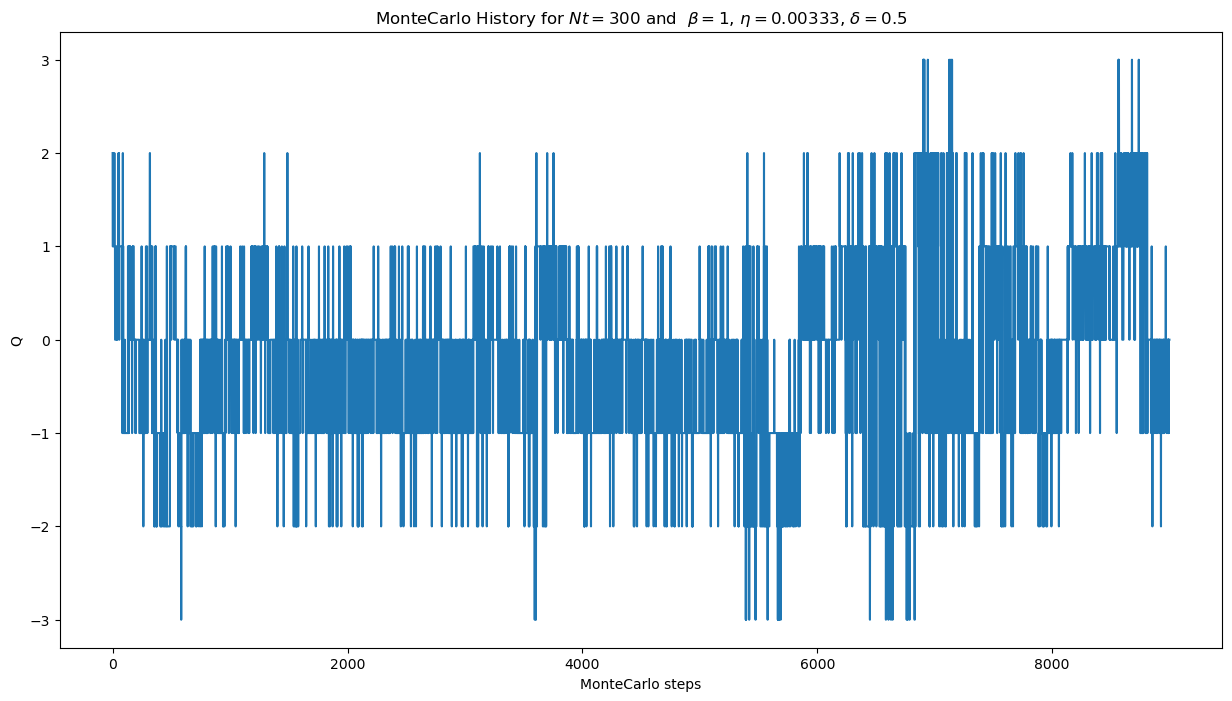 MonteCarlo History for Nt = 300 and β = 1, η = 0.00333, δ = 0.5
3
2
1
0
−1
−2
−3
Q
0 2000 4000 6000 8000
MonteCarlo steps